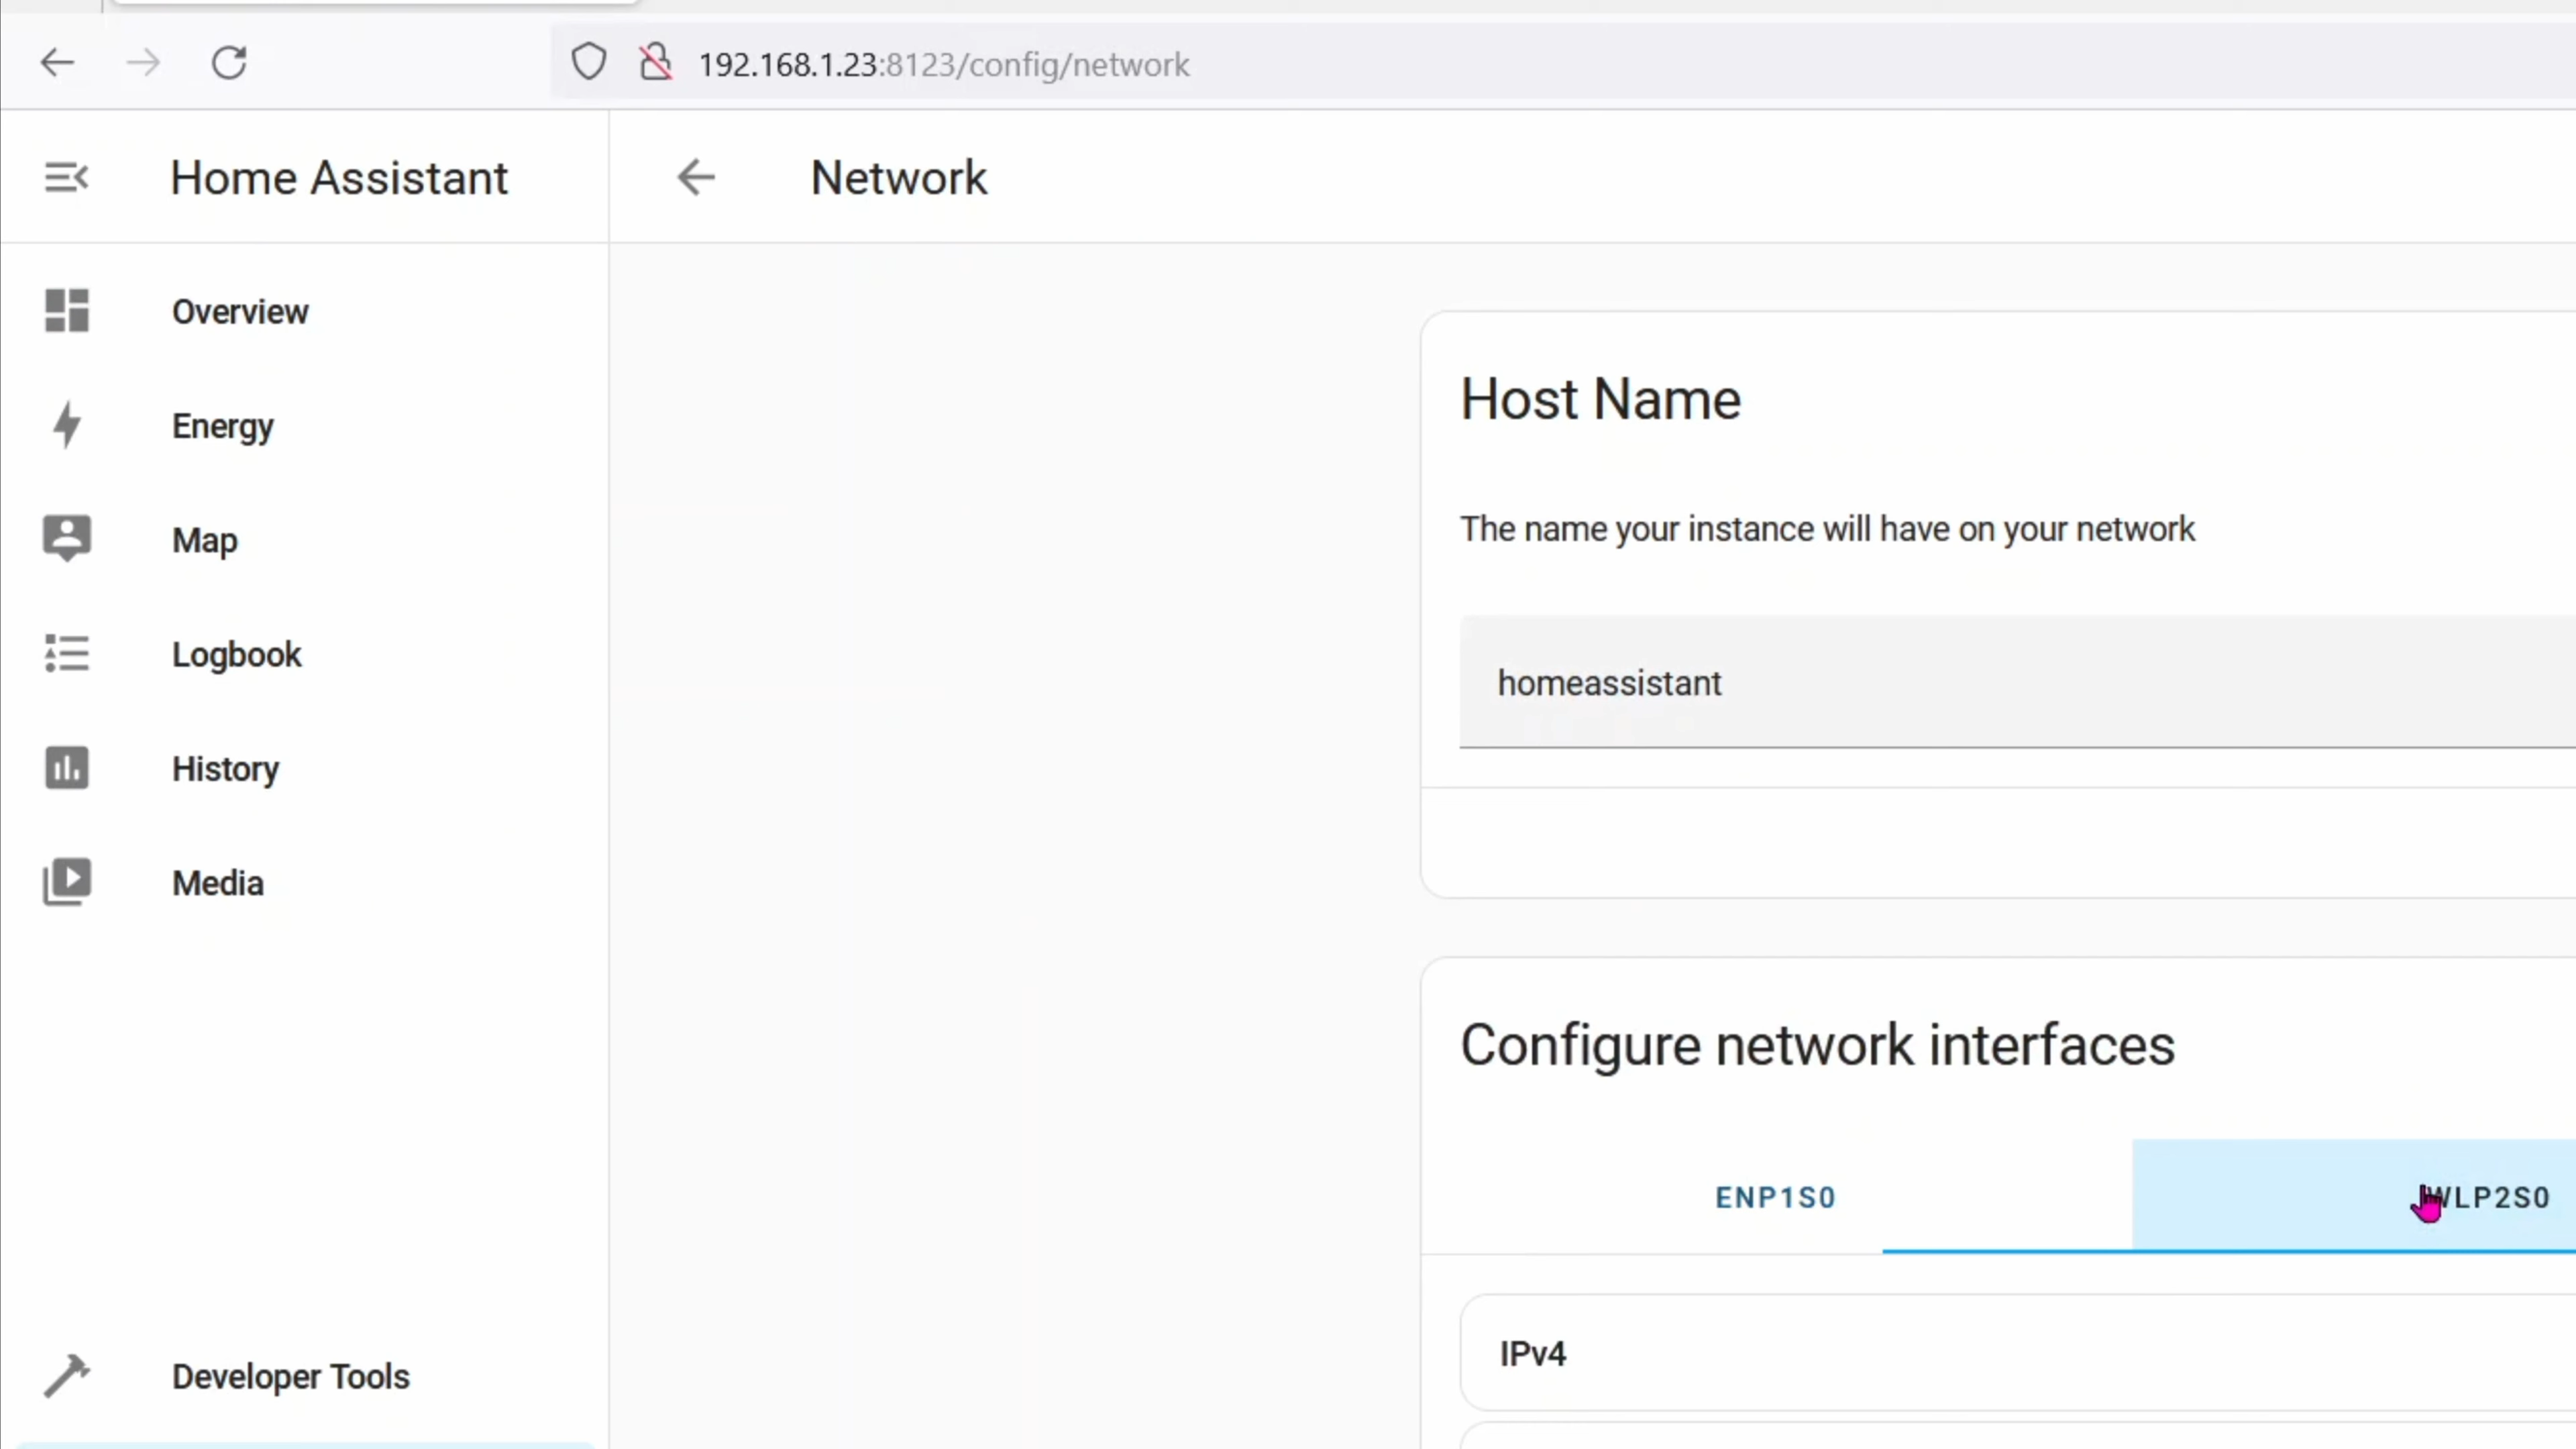 192.168.1.23:8123/config/network
Home Assistant
Network
Overview
Energy
Map
Logbook
History
Media
Developer Tools
Host Name
The name your instance will have on your network
homeassistant
Configure network interfaces
ENP1S0
WLP2S0
IPv4